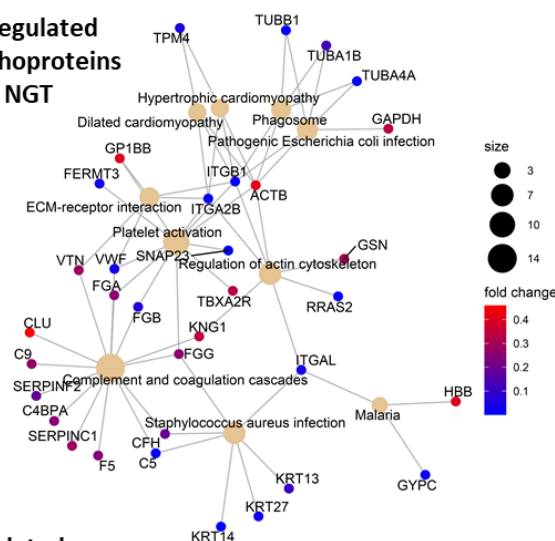 egulated
hoproteins
NGT
TPM4
TUBB1
TUBA1B
TUBA4A
Hypertrophic cardiomyopathy
Dilated cardiomyopathy
Phagosome
GAPDH
Pathogenic Escherichia coli infection
GP1BB
FERMT3
ITGB1
ACTB
ECM-receptor interaction
ITGA2B
Platelet activation
SNAP23
GSN
Regulation of actin cytoskeleton
VTN
VWF
FGA
TBXA2R
RRAS2
FGB
CLU
KNG1
C9
FGG
ITGAL
SERPINF2
Complement and coagulation cascades
C4BPA
Malaria
HBB
SERPINC1
CFH
Staphylococcus aureus infection
F5
C5
KRT13
GYPC
KRT27
KRT14
size
3
7
10
14
fold change
0.4
0.3
0.2
0.1